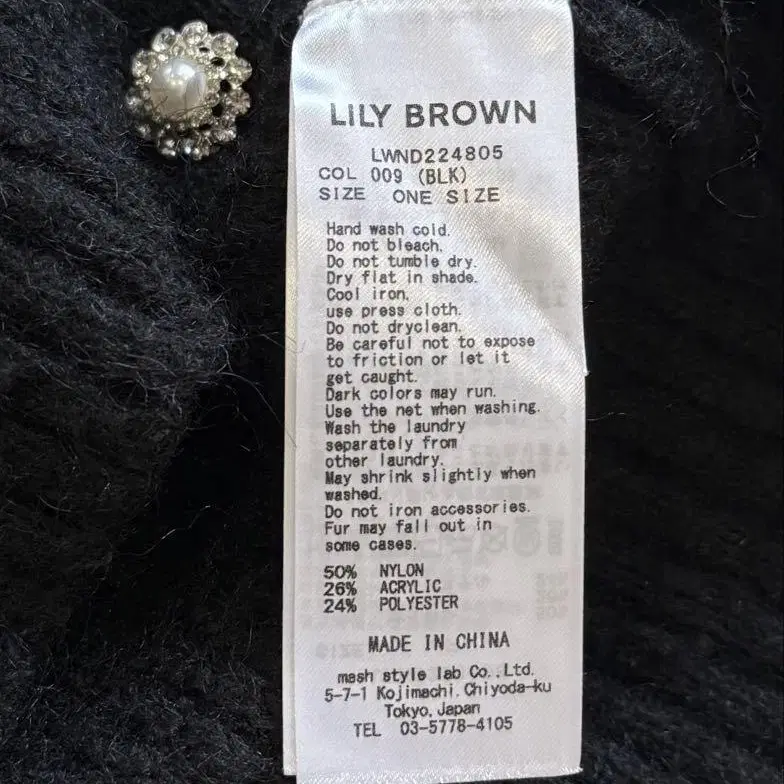 LILY BROWN
LWND224805
COL 009 (BLK)
SIZE ONE SIZE
Hand wash cold.
Do not bleach.
Do not tumble dry.
Dry flat in shade.
Cool iron,
use press cloth.
Do not dryclean.
Be careful not to expose
to friction or let it
get caught.
Dark colors may run.
Use the net when washing.
Wash the laundry
separately from
other laundry.
May shrink slightly when
washed.
Do not iron accessories.
Fur may fall out in
some cases.
50% NYLON
26% ACRYLIC
24% POLYESTER
MADE IN CHINA
mash style lab Co.,Ltd.
5-7-1 Kojimachi, Chiyoda-ku
Tokyo, Japan
TEL 03-5778-4105